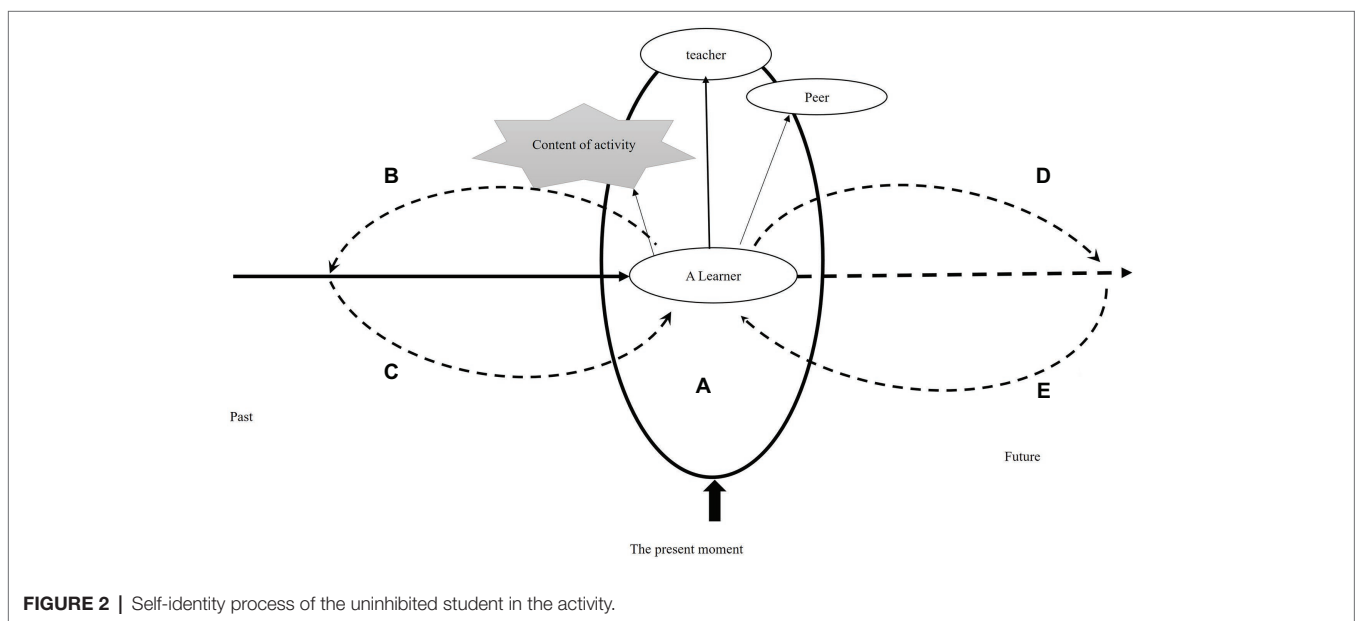 teacher
Peer
Content of activity
B
D
A Learner
C
A
E
Past
Future
The present moment
FIGURE 2 | Self-identity process of the uninhibited student in the activity.